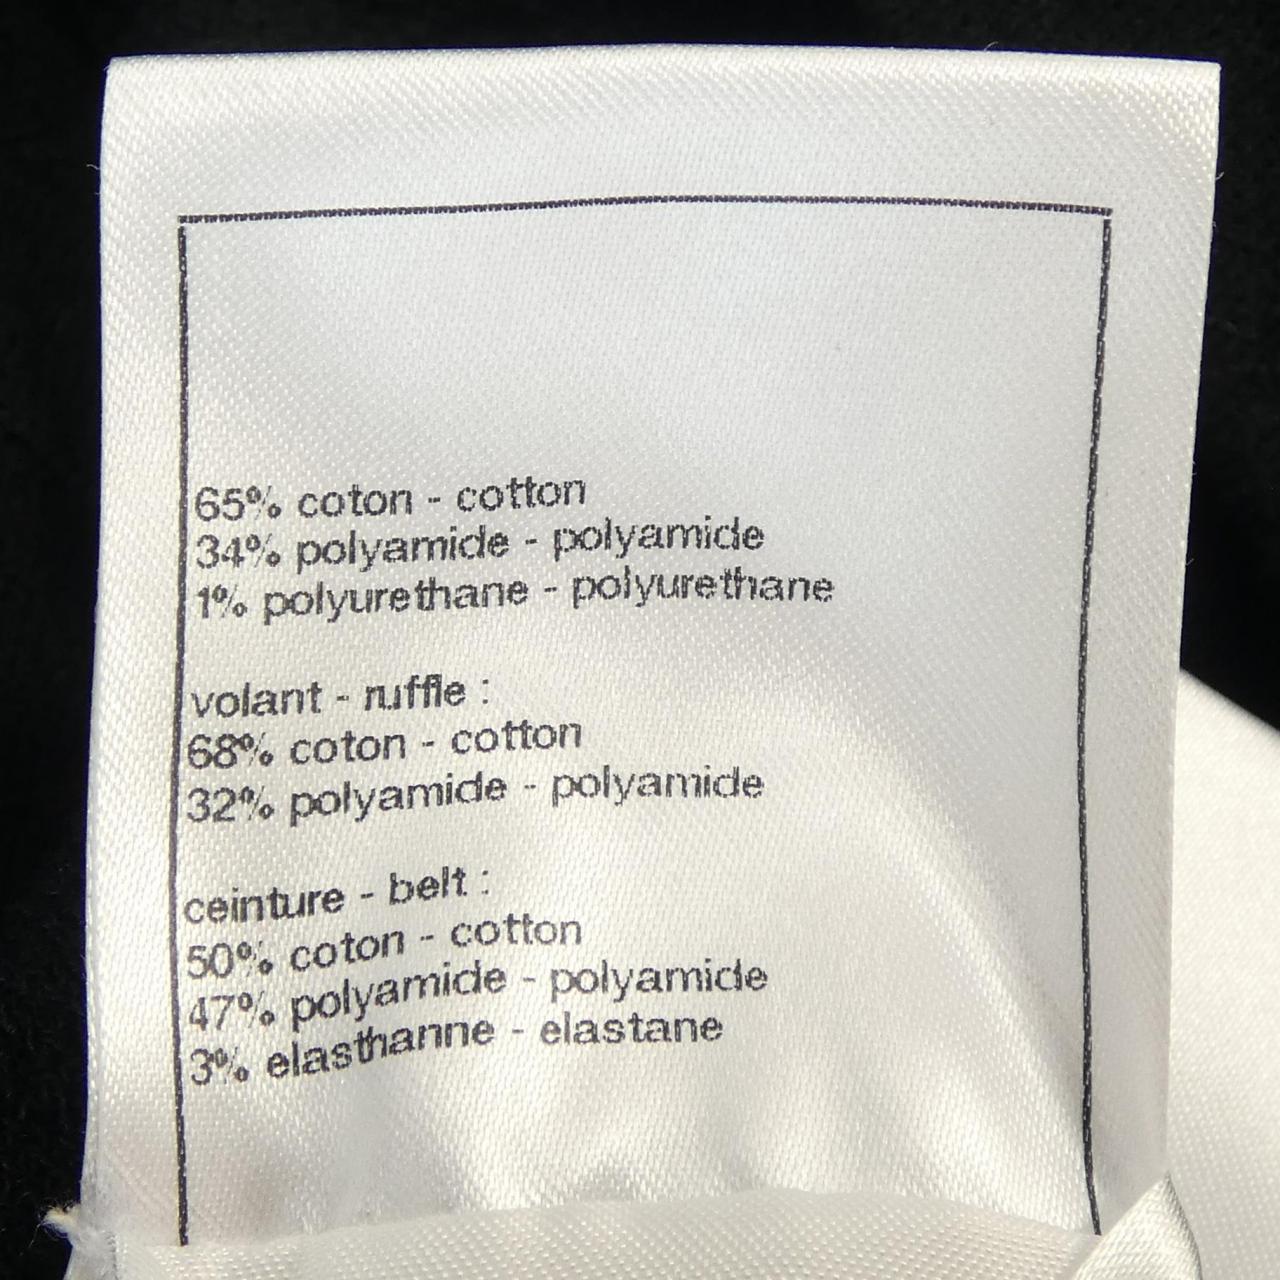 65% coton - cotton
34% polyamide - polyamide
1% polyurethane - polyurethane
volant - ruffle :
68% coton - cotton
32% polyamide - polyamide
ceinture - belt :
50% coton - cotton
47% polyamide - polyamide
3% elasthanne - elastane